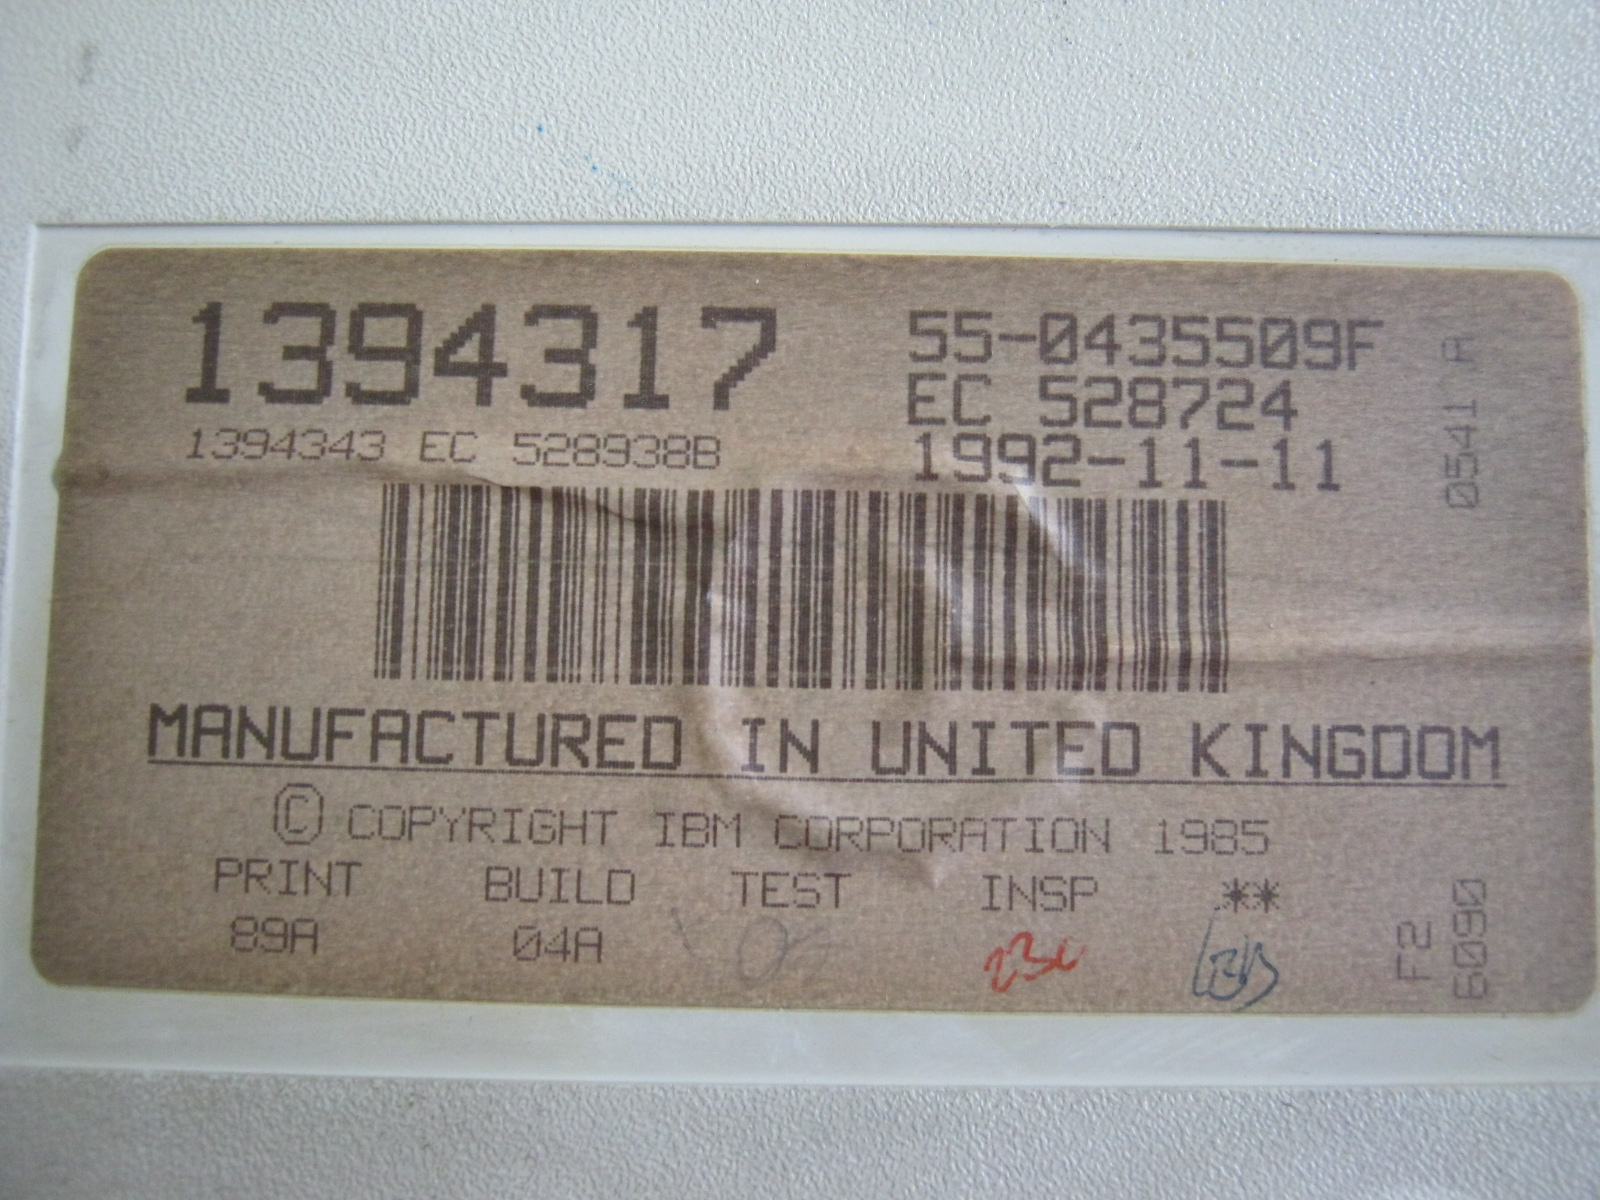 1394317
55-0435509F
EC 528724
1992-11-11
1394343 EC 528938B
0541 A
MANUFACTURED IN UNITED KINGDOM
© COPYRIGHT IBM CORPORATION 1985
PRINT BUILD TEST INSP **
89A 04A
F2
6090